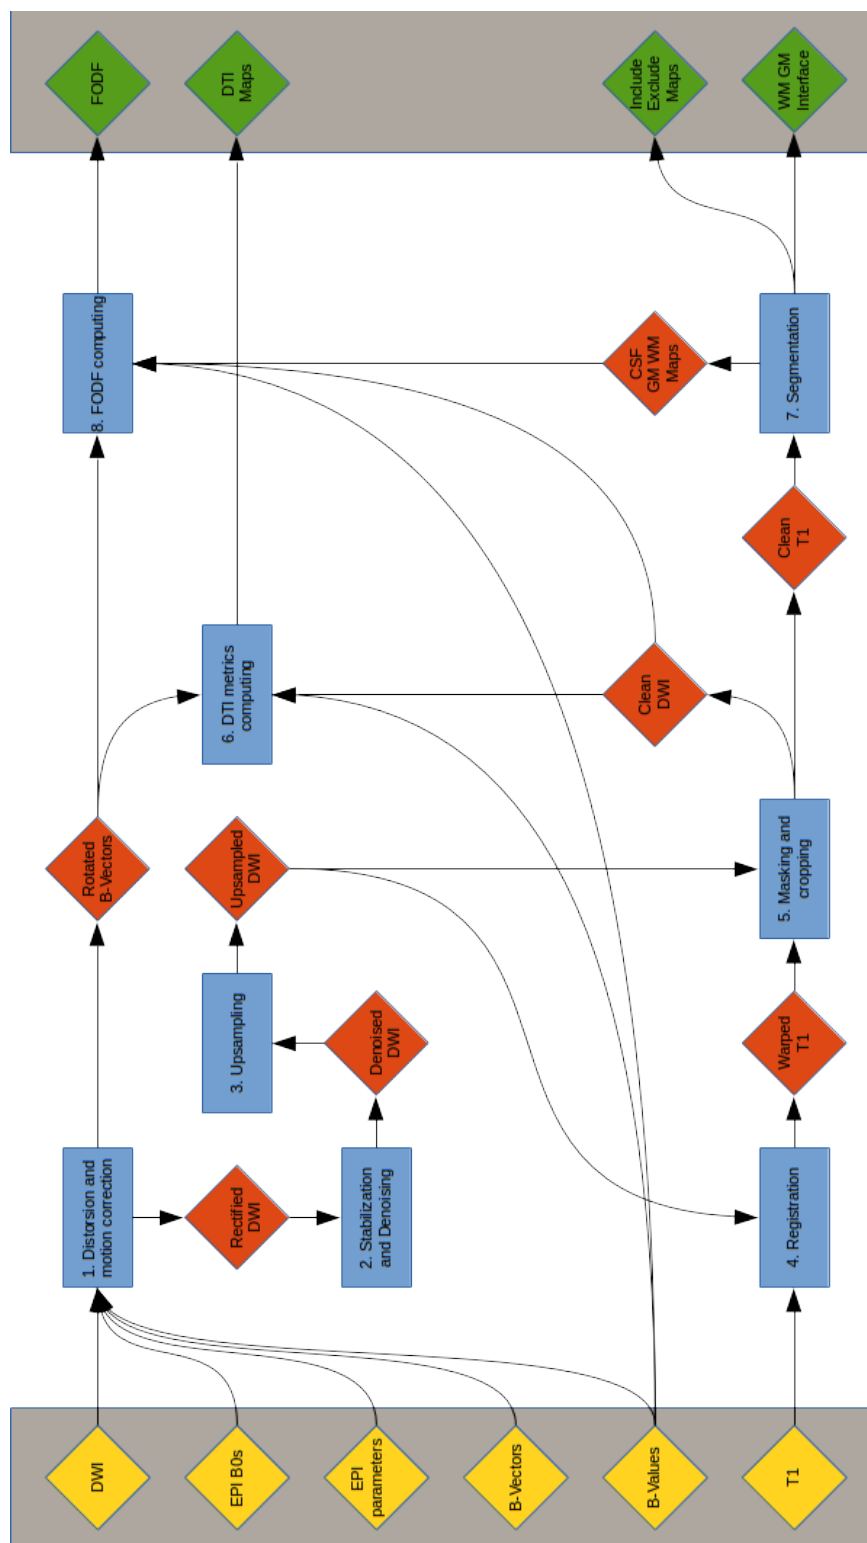 FODF
DTI
Maps
Include
Exclude
Maps
WM GM
Interface
8. FODF computing
CSF
GM WM
Maps
7. Segmentation
Clean
T1
6. DTI metrics
computing
Clean
DWI
Rotated
B-Vectors
Upsampled
DWI
5. Masking and
cropping
3. Upsampling
Denoised
DWI
Warped
T1
1. Distorsion and
motion correction
Rectified
DWI
2. Stabilization
and Denoising
4. Registration
DWI
EPI B0s
EPI
parameters
B-Vectors
B-Values
T1